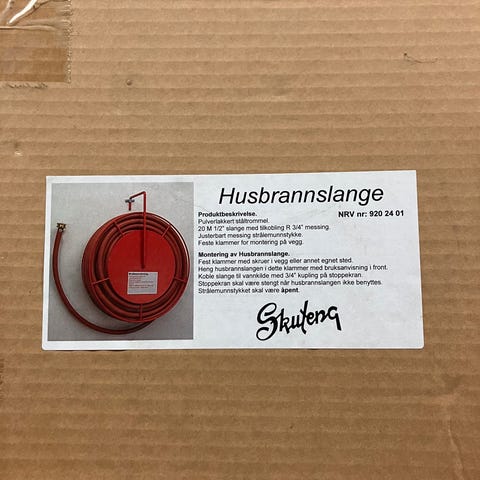 Husbrannslange
Produktbeskrivelse. NRV nr: 920 24 01
Pulverlakkert ståltrommel.
20 M 1/2" slange med tilkobling R 3/4" messing.
Justerbart messing strålemunnstykke.
Feste klammer for montering på vegg.
Montering av Husbrannslange.
Fest klammer med skruer i vegg eller annet egnet sted.
Heng husbrannslangen i dette klammer med bruksanvisning i front.
Koble slange til vannkilde med 3/4" kupling på stoppekran.
Stoppekran skal være stengt når husbrannslangen ikke benyttes.
Strålemunnstykket skal være åpent.
Skuteng